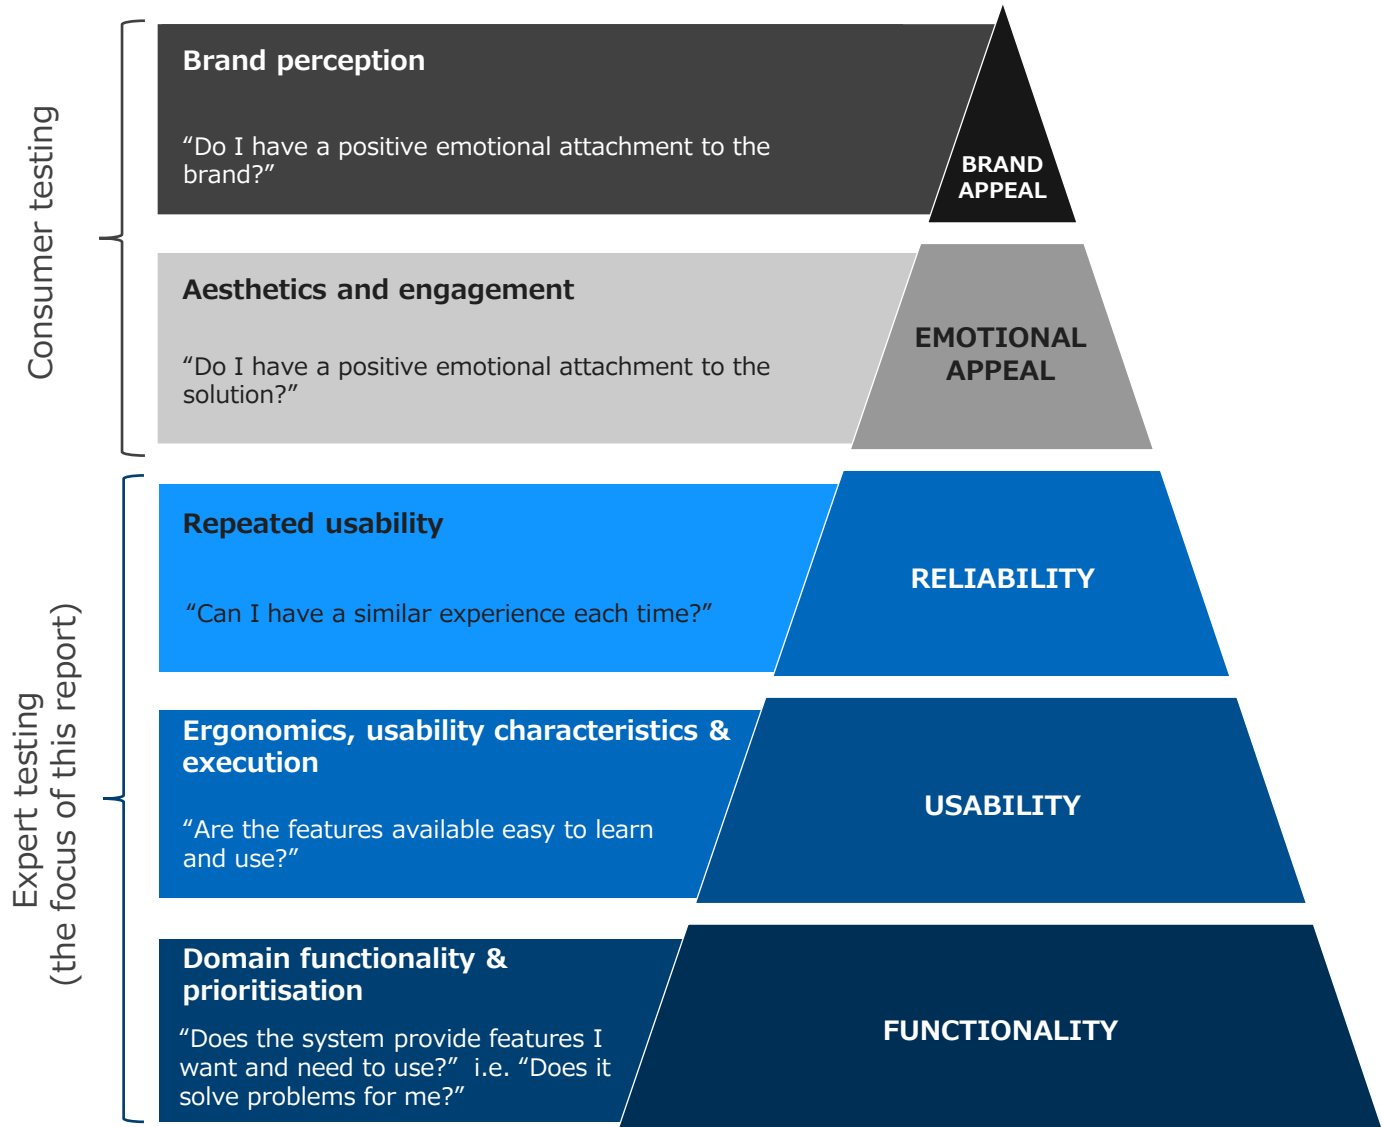 Consumer testing
Brand perception
“Do I have a positive emotional attachment to the
brand?”
BRAND
APPEAL
Aesthetics and engagement
“Do I have a positive emotional attachment to the
solution?”
EMOTIONAL
APPEAL
Expert testing
(the focus of this report)
Repeated usability
“Can I have a similar experience each time?”
RELIABILITY
Ergonomics, usability characteristics &
execution
“Are the features available easy to learn
and use?”
USABILITY
Domain functionality &
prioritisation
“Does the system provide features I
want and need to use?”  i.e. “Does it
solve problems for me?”
FUNCTIONALITY